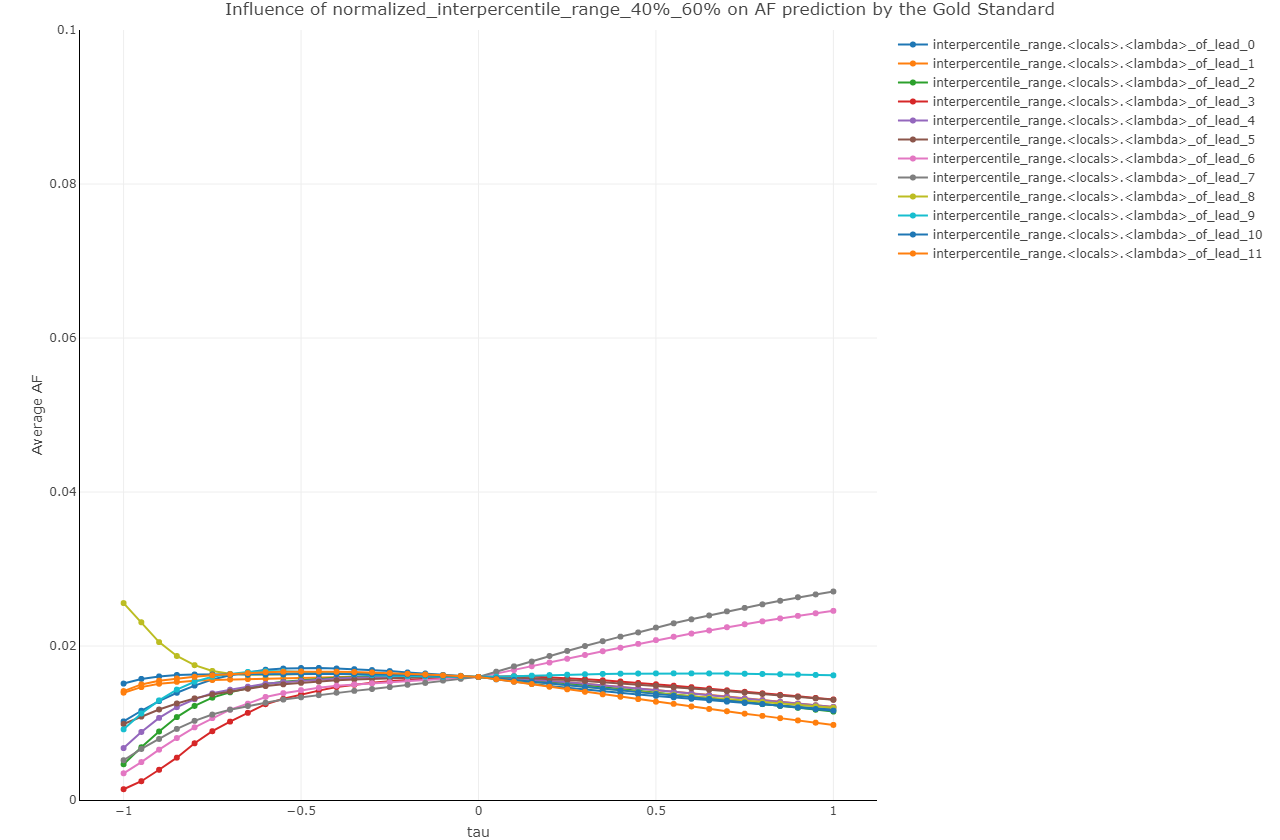 Influence of normalized_interpercentile_range_40%_60% on AF prediction by the Gold Standard
0.1
0.08
0.06
0.04
0.02
0
Average AF
−1
−0.5
0
0.5
1
tau
interpercentile_range.<locals>.<lambda>_of_lead_0
interpercentile_range.<locals>.<lambda>_of_lead_1
interpercentile_range.<locals>.<lambda>_of_lead_2
interpercentile_range.<locals>.<lambda>_of_lead_3
interpercentile_range.<locals>.<lambda>_of_lead_4
interpercentile_range.<locals>.<lambda>_of_lead_5
interpercentile_range.<locals>.<lambda>_of_lead_6
interpercentile_range.<locals>.<lambda>_of_lead_7
interpercentile_range.<locals>.<lambda>_of_lead_8
interpercentile_range.<locals>.<lambda>_of_lead_9
interpercentile_range.<locals>.<lambda>_of_lead_10
interpercentile_range.<locals>.<lambda>_of_lead_11